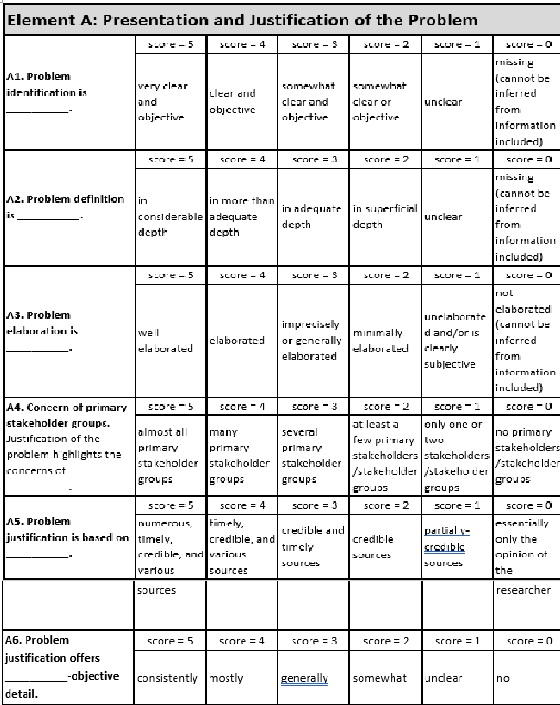 Element A: Presentation and Justification of the Problem
score = 5 score = 4 score = 3 score = 2 score = 1 score = 0
A1. Problem
identification is
__________.
very clear
and
objective
clear and
objective
somewhat
clear and
objective
somewhat
clear or
objective
unclear
missing
(cannot be
inferred
from
information
included)
score = 5 score = 4 score = 3 score = 2 score = 1 score = 0
A2. Problem definition
is __________.
in
considerable
depth
in more than
adequate
depth
in adequate
depth
in superficial
depth
unclear
missing
(cannot be
inferred
from
information
included)
score = 5 score = 4 score = 3 score = 2 score = 1 score = 0
A3. Problem
elaboration is
__________.
well
elaborated
elaborated
imprecisely
or generally
elaborated
minimally
elaborated
unelaborate
d and/or is
clearly
subjective
not
elaborated
(cannot be
inferred
from
information
included)
score = 5 score = 4 score = 3 score = 2 score = 1 score = 0
A4. Concern of primary
stakeholder groups.
Justification of the
problem highlights the
concerns of
__________.
almost all
primary
stakeholder
groups
many
primary
stakeholder
groups
several
primary
stakeholder
groups
at least a
few primary
stakeholders
/stakeholder
groups
only one or
two
stakeholders
/stakeholder
groups
no primary
stakeholders
/stakeholder
groups
score = 5 score = 4 score = 3 score = 2 score = 1 score = 0
A5. Problem
justification is based on
__________.
numerous,
timely,
credible, and
various
sources
timely,
credible, and
various
sources
credible and
timely
sources
credible
sources
partially-
credible
sources
essentially
only the
opinion of
the
researcher
score = 5 score = 4 score = 3 score = 2 score = 1 score = 0
A6. Problem
justification offers
__________-objective
detail.
consistently
mostly
generally
somewhat
unclear
no